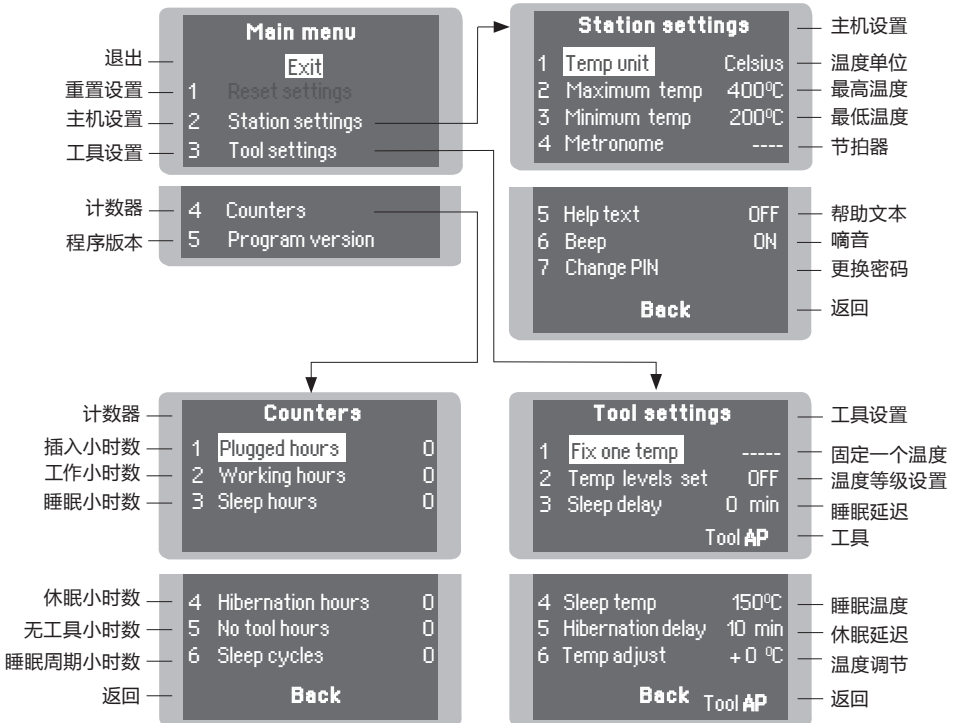 Main menu
退出
Exit
重置设置
1 Reset settings
主机设置
2 Station settings
工具设置
3 Tool settings
计数器
4 Counters
程序版本
5 Program version
Station settings
主机设置
1 Temp unit Celsius
温度单位
2 Maximum temp 400ºC
最高温度
3 Minimum temp 200ºC
最低温度
4 Metronome ----
节拍器
5 Help text OFF
帮助文本
6 Beep ON
嘀音
7 Change PIN
更换密码
Back
返回
计数器
Counters
插入小时数
1 Plugged hours 0
工作小时数
2 Working hours 0
睡眠小时数
3 Sleep hours 0
休眠小时数
4 Hibernation hours 0
无工具小时数
5 No tool hours 0
睡眠周期小时数
6 Sleep cycles 0
返回
Back
Tool settings
工具设置
1 Fix one temp -----
固定一个温度
2 Temp levels set OFF
温度等级设置
3 Sleep delay 0 min
睡眠延迟
Tool AP
工具
4 Sleep temp 150ºC
睡眠温度
5 Hibernation delay 10 min
休眠延迟
6 Temp adjust +0 ºC
温度调节
Back Tool AP
返回